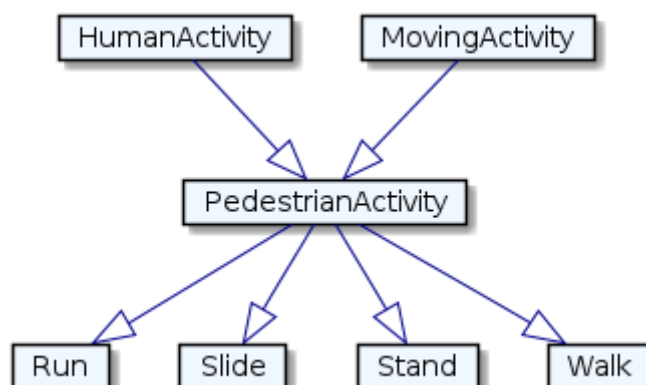 HumanActivity
MovingActivity
PedestrianActivity
Run
Slide
Stand
Walk